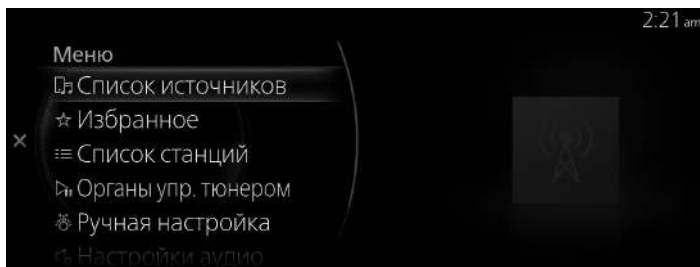 2:21 am
Меню
Список источников
Избранное
Список станций
Органы упр. тюнером
Ручная настройка
Настройки аудио